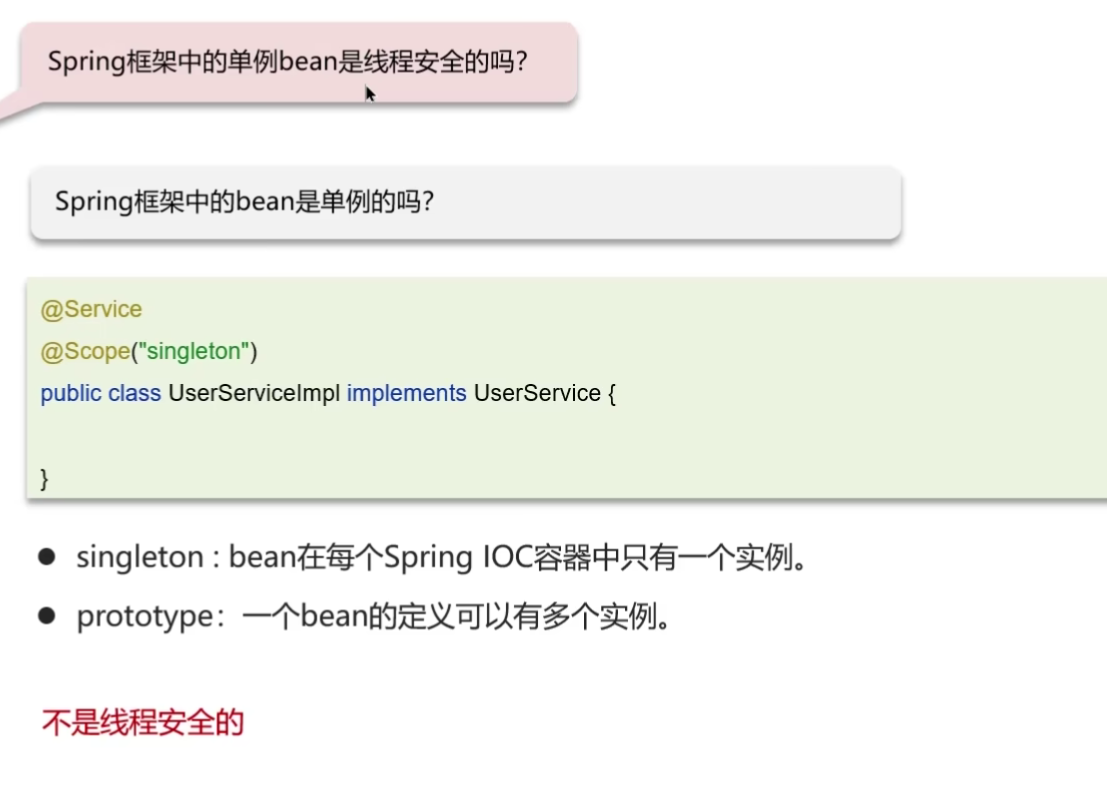 Spring框架中的单例bean是线程安全的吗?
Spring框架中的bean是单例的吗?
@Service
@Scope("singleton")
public class UserServiceImpl implements UserService {
}
● singleton : bean在每个Spring IOC容器中只有一个实例。
● prototype：一个bean的定义可以有多个实例。
不是线程安全的